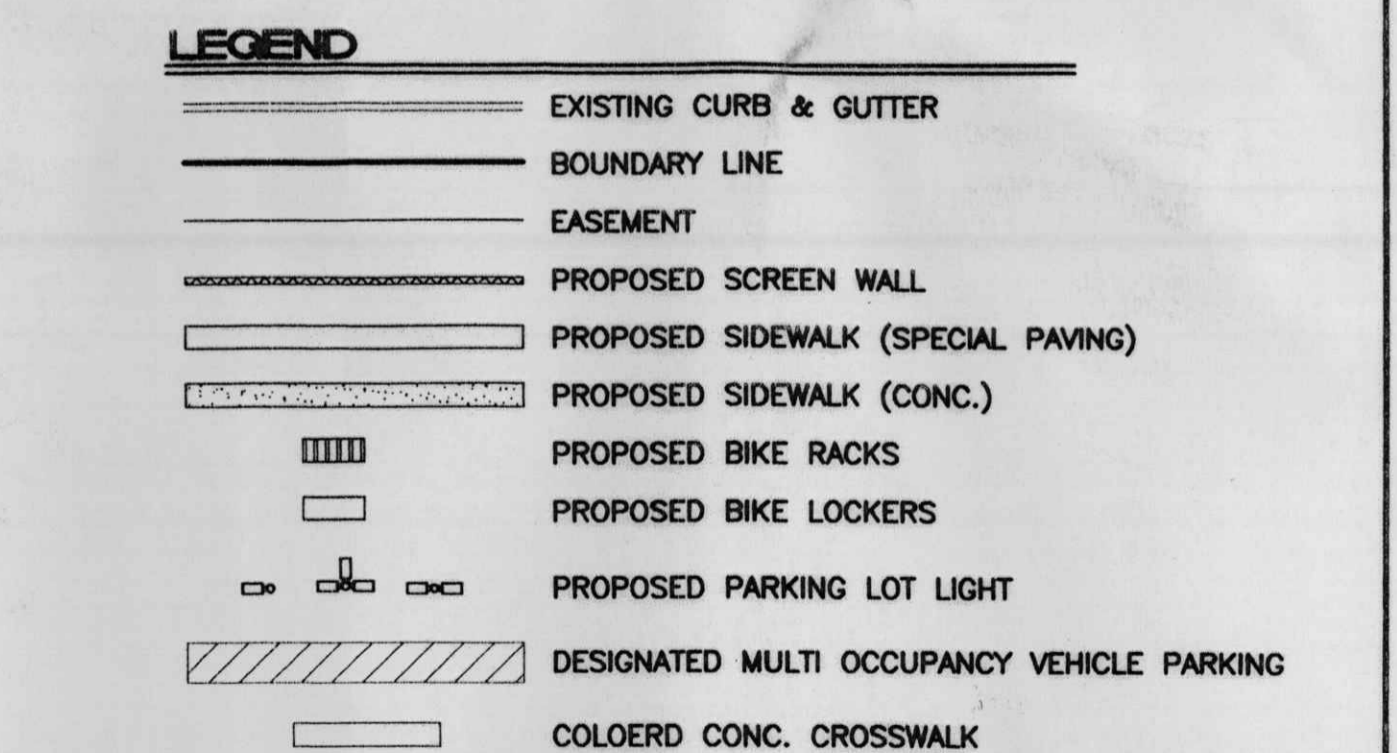 LEGEND
EXISTING CURB & GUTTER
BOUNDARY LINE
EASEMENT
PROPOSED SCREEN WALL
PROPOSED SIDEWALK (SPECIAL PAVING)
PROPOSED SIDEWALK (CONC.)
PROPOSED BIKE RACKS
PROPOSED BIKE LOCKERS
PROPOSED PARKING LOT LIGHT
DESIGNATED MULTI OCCUPANCY VEHICLE PARKING
COLOERD CONC. CROSSWALK